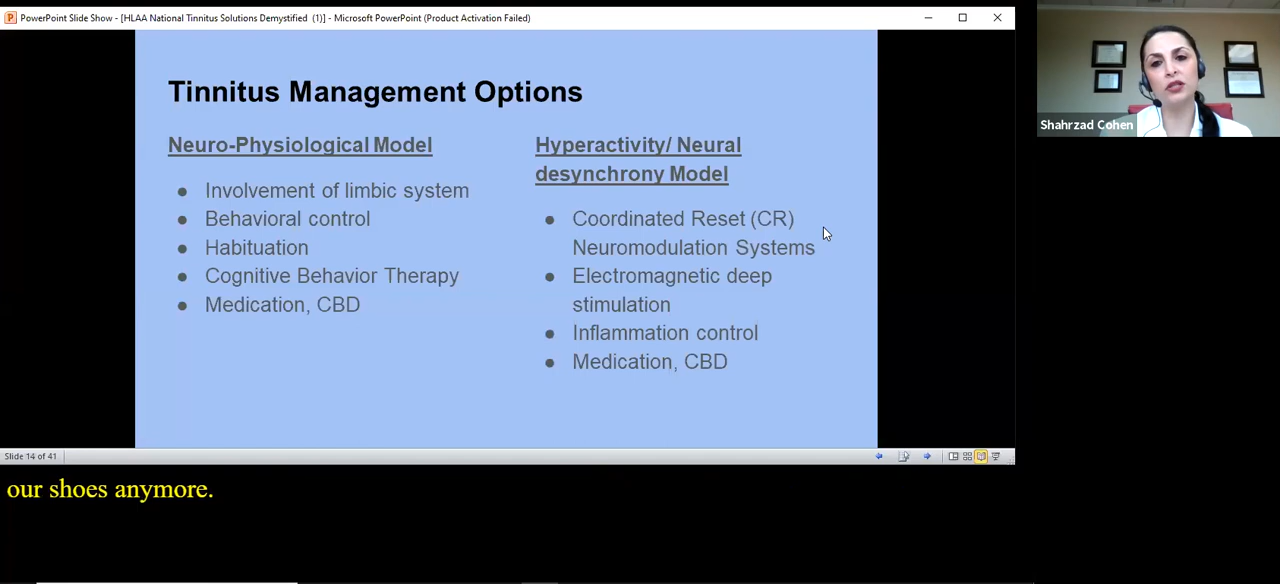 PowerPoint Slide Show - [HLAA National Tinnitus Solutions Demystified (1)] - Microsoft PowerPoint (Product Activation Failed)
Tinnitus Management Options
Neuro-Physiological Model
● Involvement of limbic system
● Behavioral control
● Habituation
● Cognitive Behavior Therapy
● Medication, CBD
Hyperactivity/ Neural
desynchrony Model
● Coordinated Reset (CR)
Neuromodulation Systems
● Electromagnetic deep
stimulation
● Inflammation control
● Medication, CBD
Shahrzad Cohen
Slide 14 of 41
our shoes anymore.